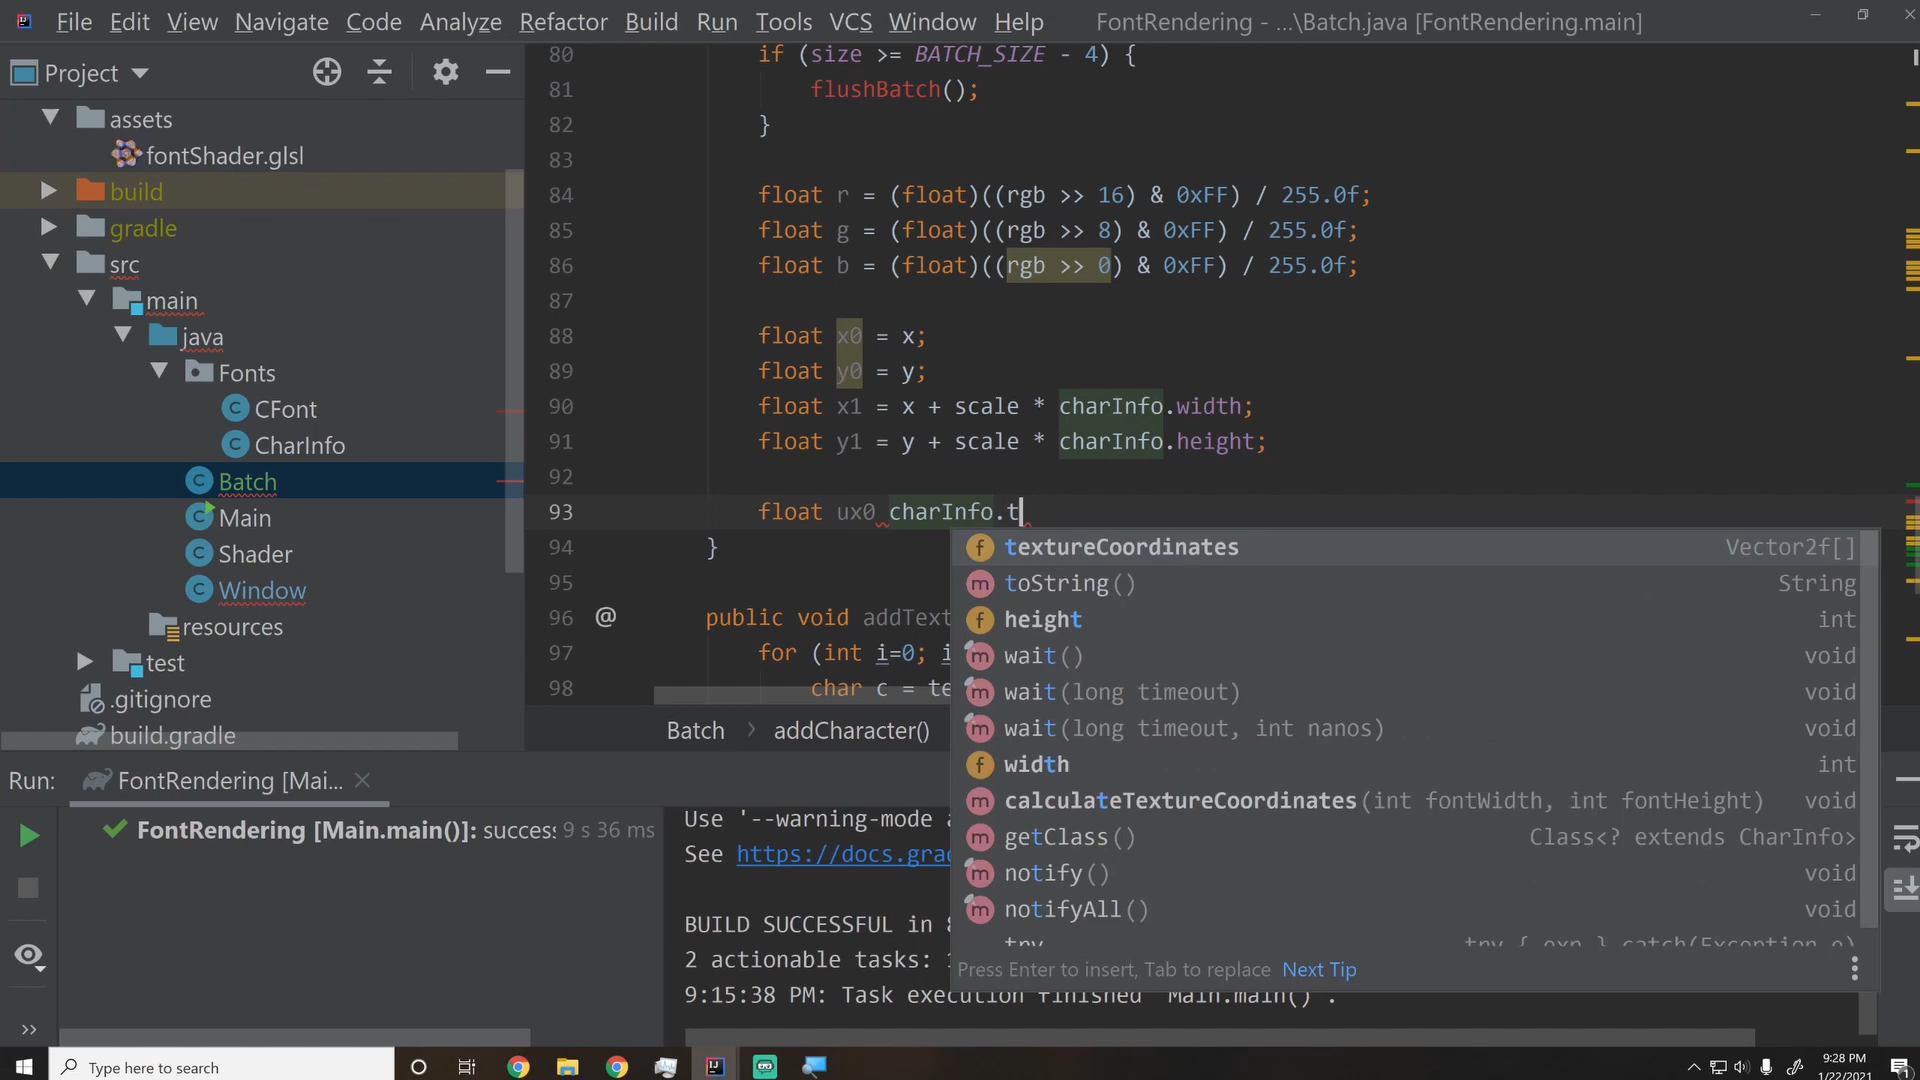 File Edit View Navigate Code Analyze Refactor Build Run Tools VCS Window Help FontRendering - ...\Batch.java [FontRendering.main]
Project
assets
fontShader.glsl
build
gradle
src
main
java
Fonts
CFont
CharInfo
Batch
Main
Shader
Window
resources
test
.gitignore
build.gradle
80 if (size >= BATCH_SIZE - 4) {
81 flushBatch();
82 }
83
84 float r = (float)((rgb >> 16) & 0xFF) / 255.0f;
85 float g = (float)((rgb >> 8) & 0xFF) / 255.0f;
86 float b = (float)((rgb >> 0) & 0xFF) / 255.0f;
87
88 float x0 = x;
89 float y0 = y;
90 float x1 = x + scale * charInfo.width;
91 float y1 = y + scale * charInfo.height;
92
93 float ux0 charInfo.t
94 }
95
96 @ public void addText
97 for (int i=0; i
98 char c = te
textureCoordinates Vector2f[]
toString() String
height int
wait() void
wait(long timeout) void
wait(long timeout, int nanos) void
width int
calculateTextureCoordinates(int fontWidth, int fontHeight) void
getClass() Class<? extends CharInfo>
notify() void
notifyAll() void
try try { expr } catch(Exception e)
Press Enter to insert, Tab to replace Next Tip
Batch > addCharacter()
Run: FontRendering [Mai...
FontRendering [Main.main()]: success 9 s 36 ms
Use '--warning-mode a
See https://docs.grad
BUILD SUCCESSFUL in 8
2 actionable tasks: 1
9:15:38 PM: Task execution finished 'Main.main()'.
Type here to search
9:28 PM
1/22/2021